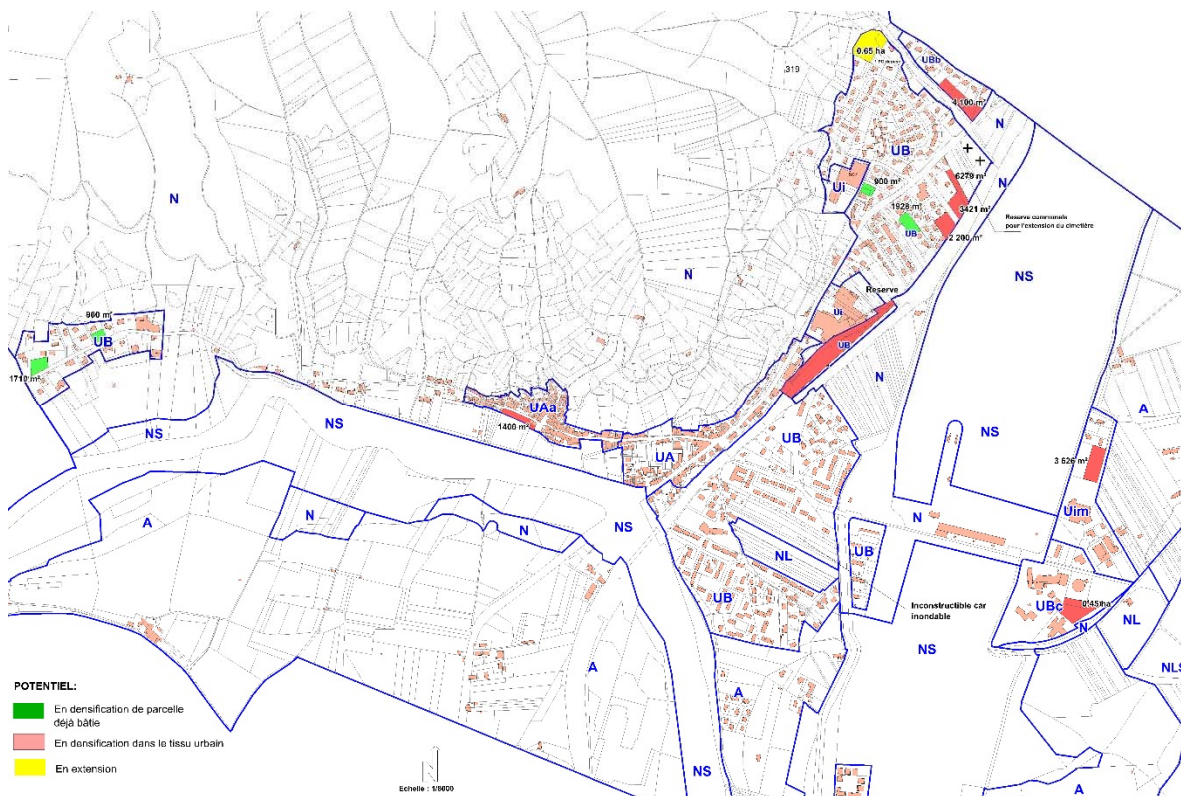 0.65 ha
UBb
319
4 100 m²
N
N
UB
Ui
900 m²
6279 m²
N
1928 m²
3421 m²
UB
2 200 m²
Reserve communale
pour l'extension du cimetière
N
NS
Reserve
Ui
UB
860 m²
UB
1710 m²
N
A
UAa
1400 m²
NS
NS
UB
NS
UA
3 626 m²
A
N
N
NS
N
Uim
NL
UB
UB
Inconstructible car
inondable
UBc
0.45 ha
N
NL
NS
NLS
A
A
POTENTIEL:
En densification de parcelle
déjà bâtie
En densification dans le tissu urbain
En extension
Echelle : 1/8000
NS
NS
A